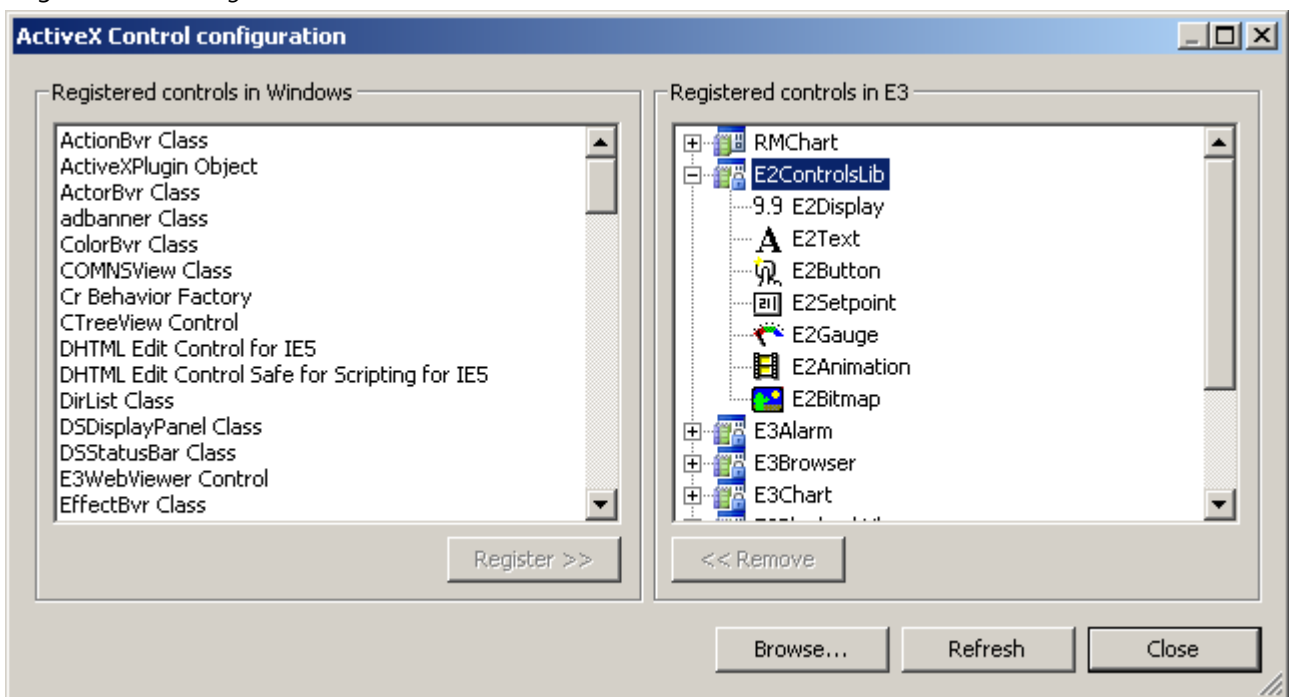 ActiveX Control configuration
Registered controls in Windows
ActionBvr Class
ActiveXPlugin Object
ActorBvr Class
adbanner Class
ColorBvr Class
COMNSView Class
Cr Behavior Factory
CTreeView Control
DHTML Edit Control for IE5
DHTML Edit Control Safe for Scripting for IE5
DirList Class
DSDisplayPanel Class
DSStatusBar Class
E3WebViewer Control
EffectBvr Class
Register >>
Registered controls in E3
RMChart
E2ControlsLib
9.9 E2Display
A E2Text
E2Button
211 E2Setpoint
E2Gauge
E2Animation
E2Bitmap
E3Alarm
E3Browser
E3Chart
<< Remove
Browse...
Refresh
Close